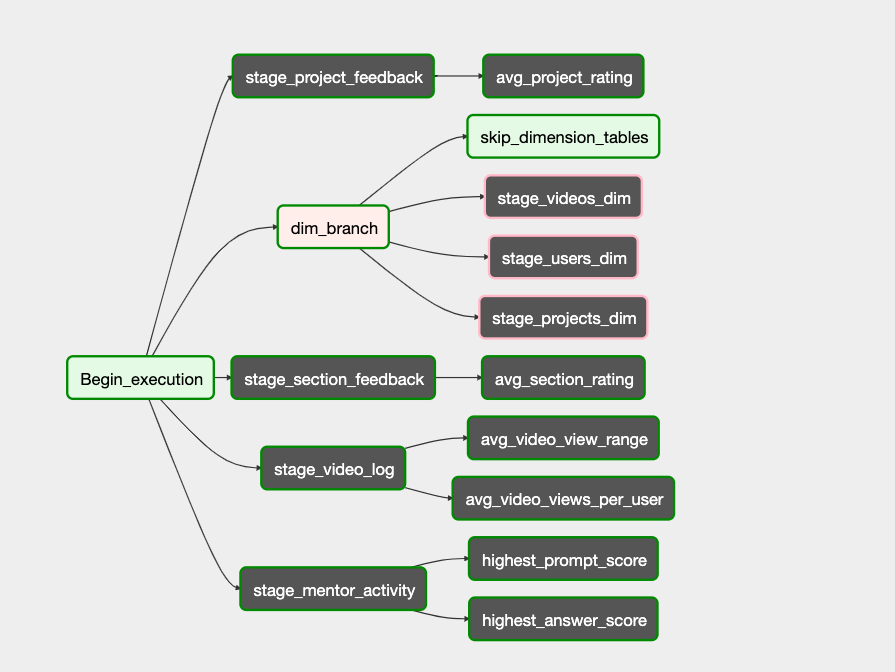 stage_project_feedback
avg_project_rating
skip_dimension_tables
stage_videos_dim
dim_branch
stage_users_dim
stage_projects_dim
Begin_execution
stage_section_feedback
avg_section_rating
avg_video_view_range
stage_video_log
avg_video_views_per_user
highest_prompt_score
stage_mentor_activity
highest_answer_score